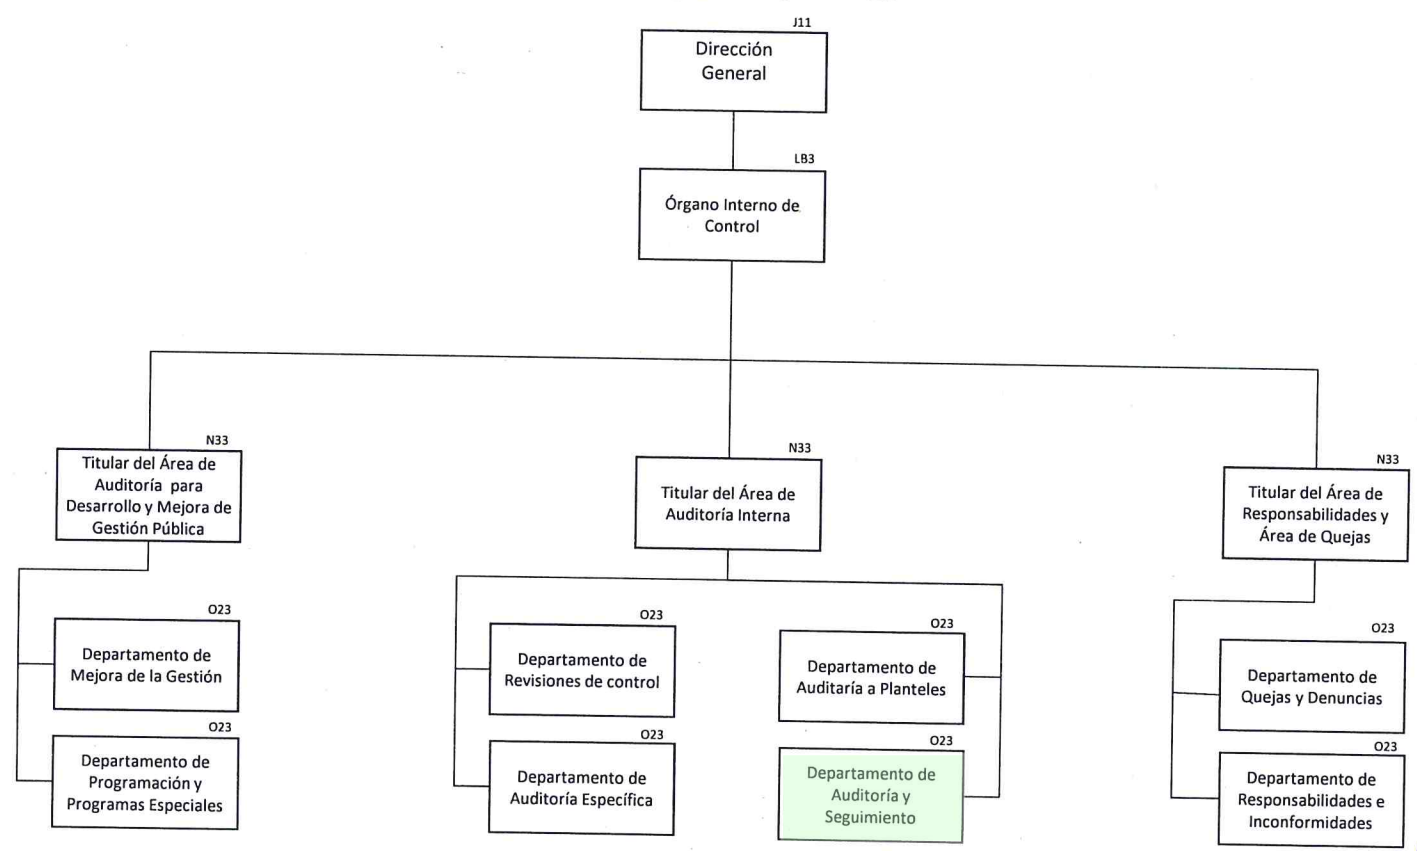 J11
Dirección
General
LB3
Órgano Interno de
Control
N33
Titular del Área de
Auditoría para
Desarrollo y Mejora de
Gestión Pública
N33
Titular del Área de
Auditoría Interna
N33
Titular del Área de
Responsabilidades y
Área de Quejas
O23
Departamento de
Mejora de la Gestión
O23
Departamento de
Programación y
Programas Especiales
O23
Departamento de
Revisiones de control
O23
Departamento de
Auditoría Específica
O23
Departamento de
Auditaría a Planteles
O23
Departamento de
Auditoría y
Seguimiento
O23
Departamento de
Quejas y Denuncias
O23
Departamento de
Responsabilidades e
Inconformidades